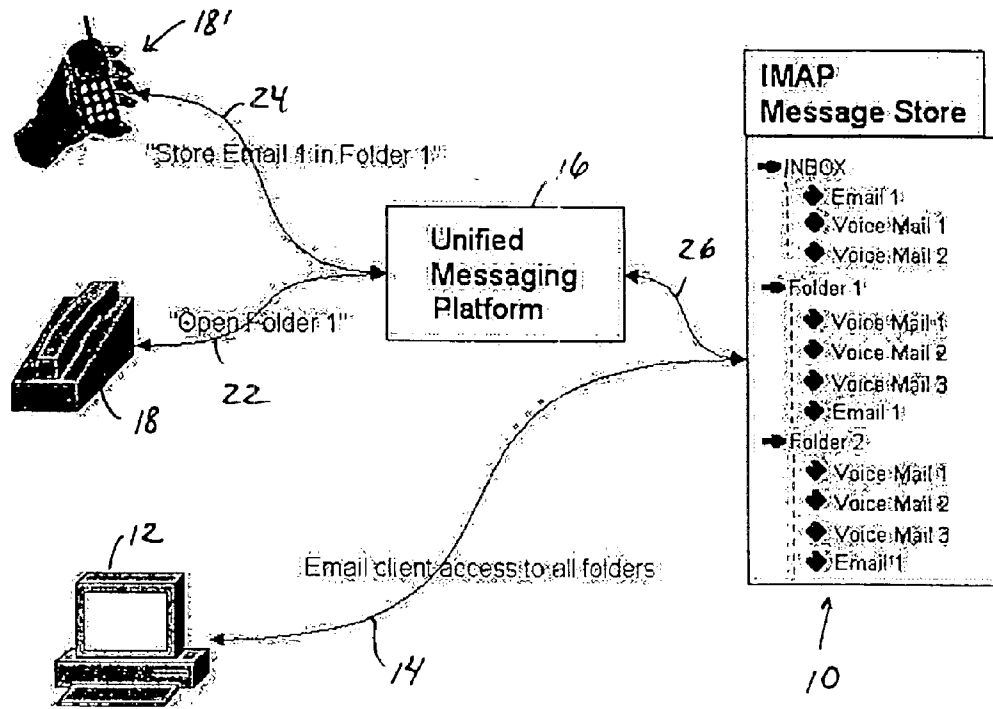 18'
24
"Store Email 1 in Folder 1"
16
Unified
Messaging
Platform
26
"Open Folder 1"
22
18
12
Email client access to all folders
14
IMAP
Message Store
INBOX
Email 1
Voice Mail 1
Voice Mail 2
Folder 1
Voice Mail 1
Voice Mail 2
Voice Mail 3
Email 1
Folder 2
Voice Mail 1
Voice Mail 2
Voice Mail 3
Email 1
10